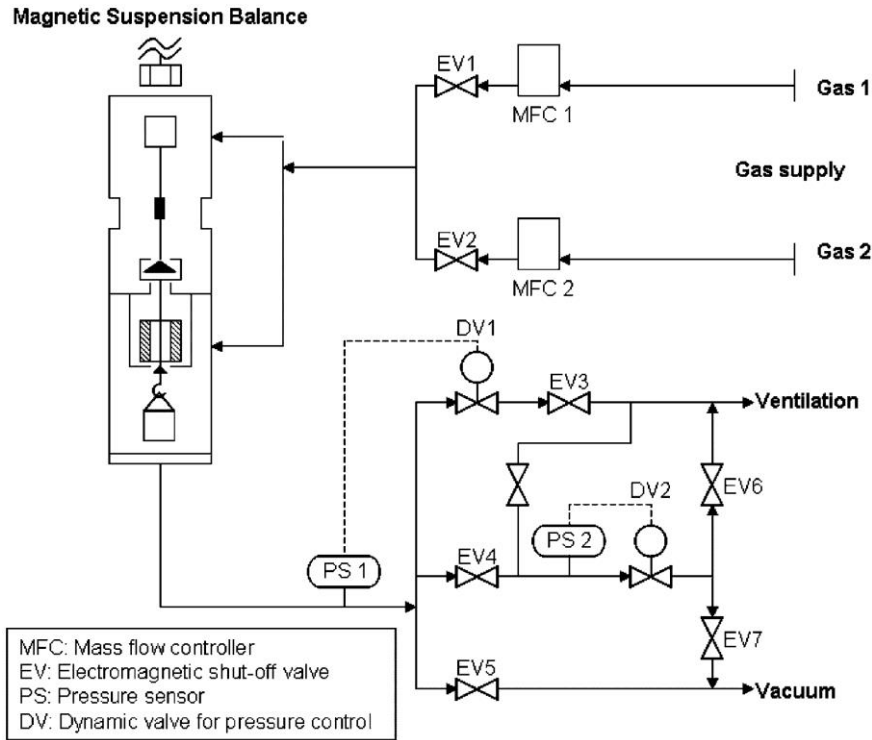 Magnetic Suspension Balance
EV1
MFC 1
Gas 1
Gas supply
EV2
MFC 2
Gas 2
DV1
EV3
Ventilation
DV2
EV6
PS 2
EV4
PS 1
EV7
EV5
Vacuum
MFC: Mass flow controller
EV: Electromagnetic shut-off valve
PS: Pressure sensor
DV: Dynamic valve for pressure control